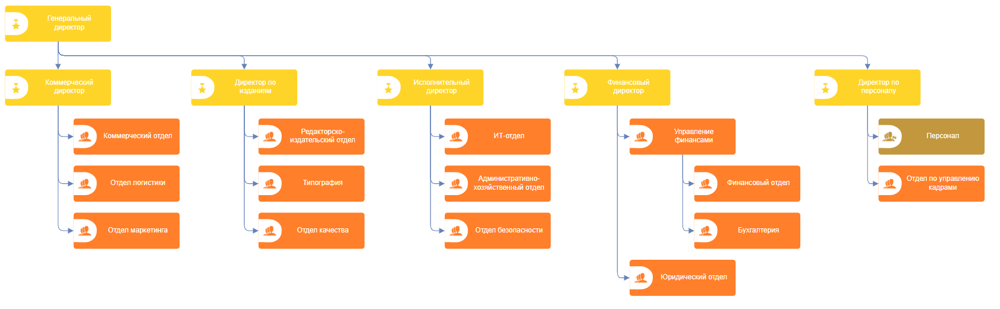 Генеральный
директор
Коммерческий
директор
Директор по
изданиям
Исполнительный
директор
Финансовый
директор
Директор по
персоналу
Коммерческий отдел
Отдел логистики
Отдел маркетинга
Редакторско-
издательский отдел
Типография
Отдел качества
ИТ-отдел
Административно-
хозяйственный отдел
Отдел безопасности
Управление
финансами
Финансовый отдел
Бухгалтерия
Юридический отдел
Персонал
Отдел по управлению
кадрами